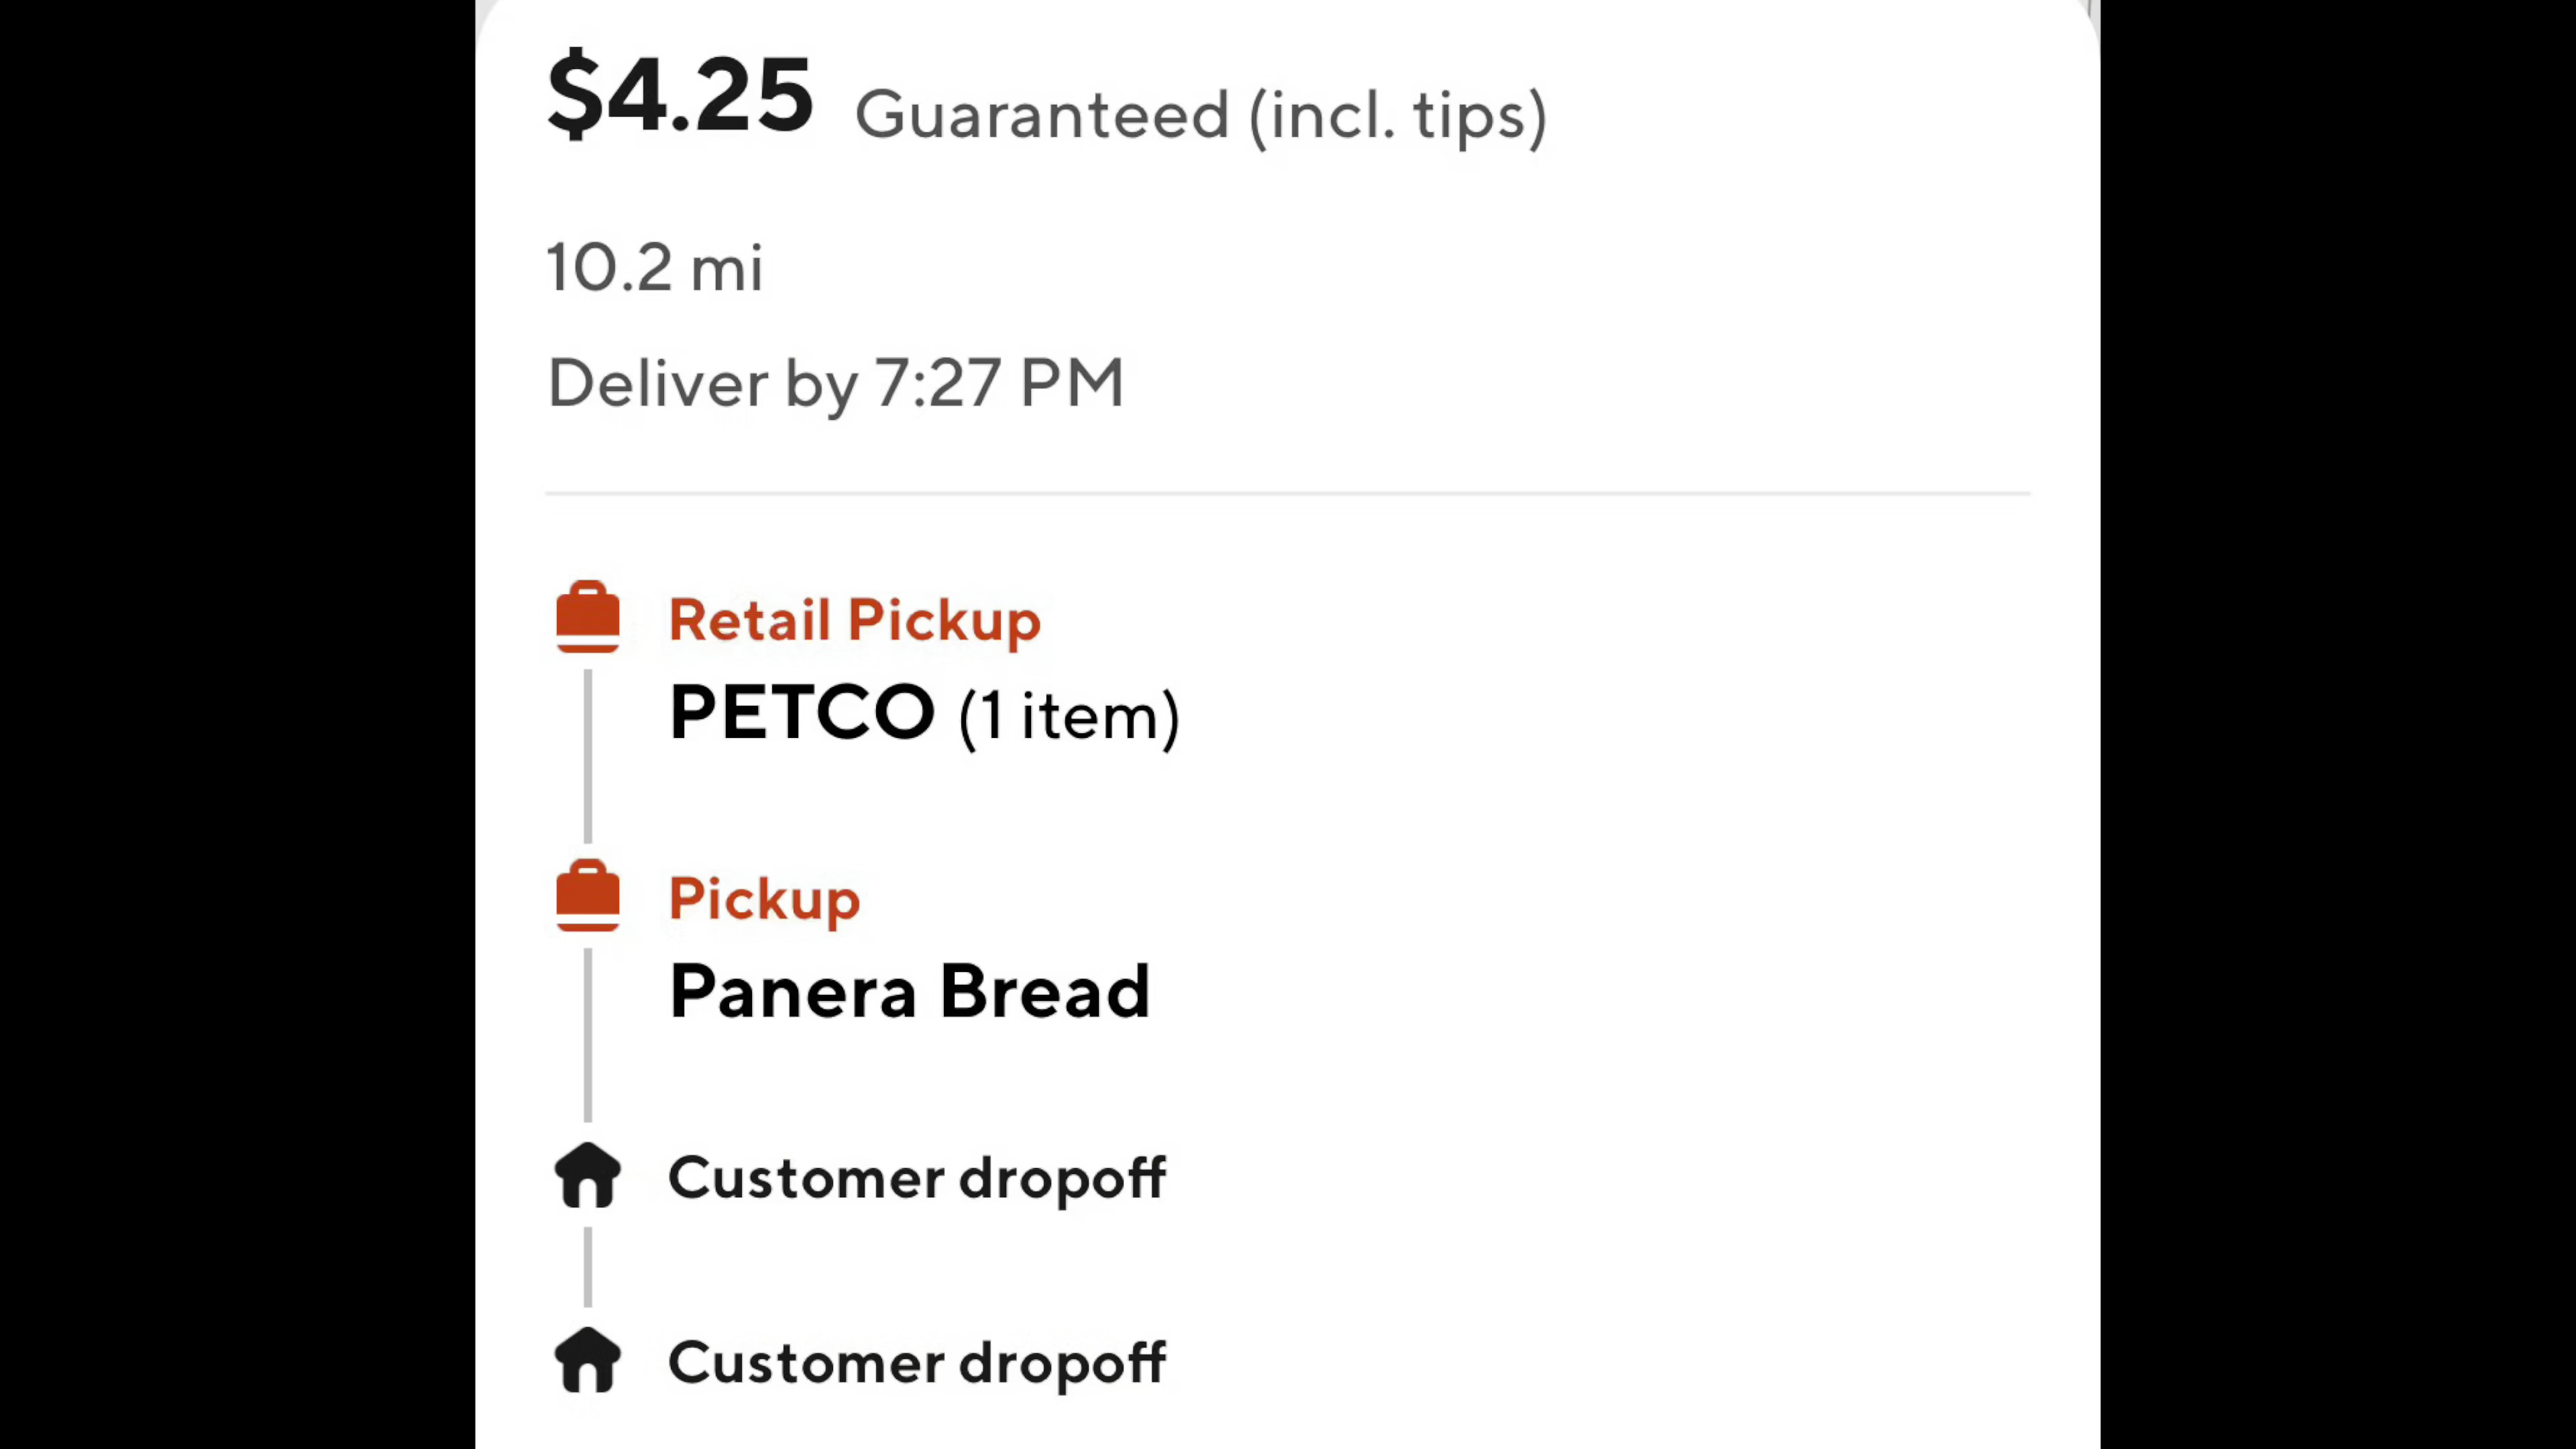 $4.25 Guaranteed (incl. tips)
10.2 mi
Deliver by 7:27 PM
Retail Pickup
PETCO (1 item)
Pickup
Panera Bread
Customer dropoff
Customer dropoff